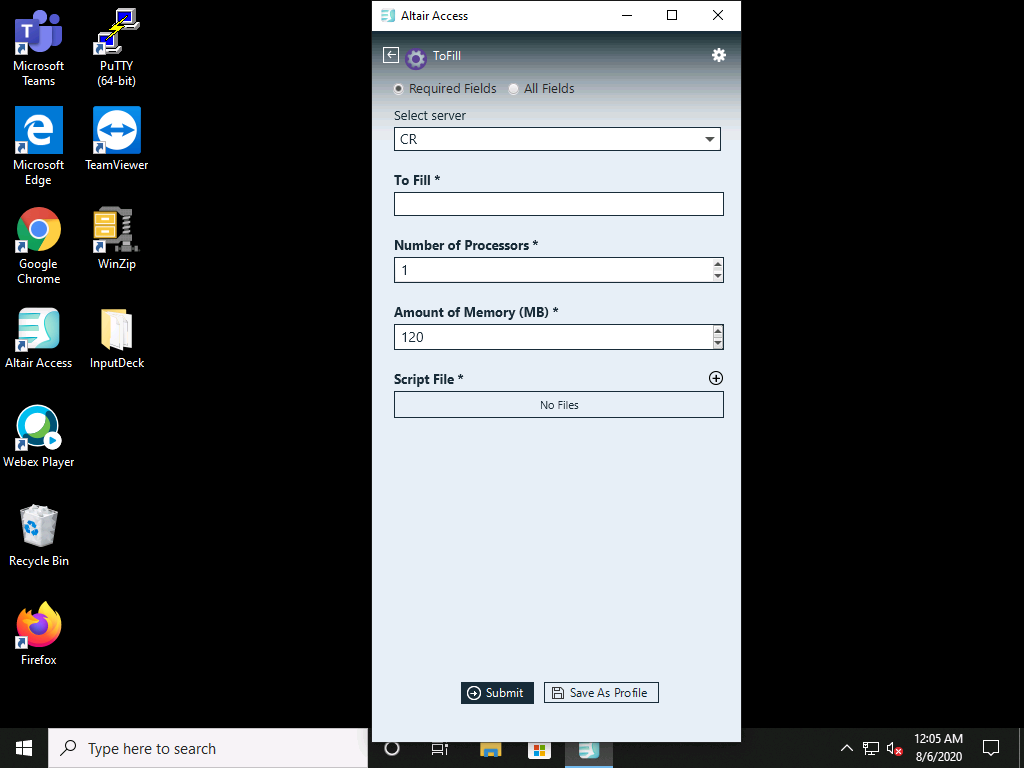 Microsoft
Teams
PuTTY
(64-bit)
Microsoft
Edge
TeamViewer
Google
Chrome
WinZip
Altair Access
InputDeck
Webex Player
Recycle Bin
Firefox
Altair Access
ToFill
Required Fields
All Fields
Select server
CR
To Fill *
Number of Processors *
1
Amount of Memory (MB) *
120
Script File *
No Files
Submit
Save As Profile
Type here to search
12:05 AM
8/6/2020